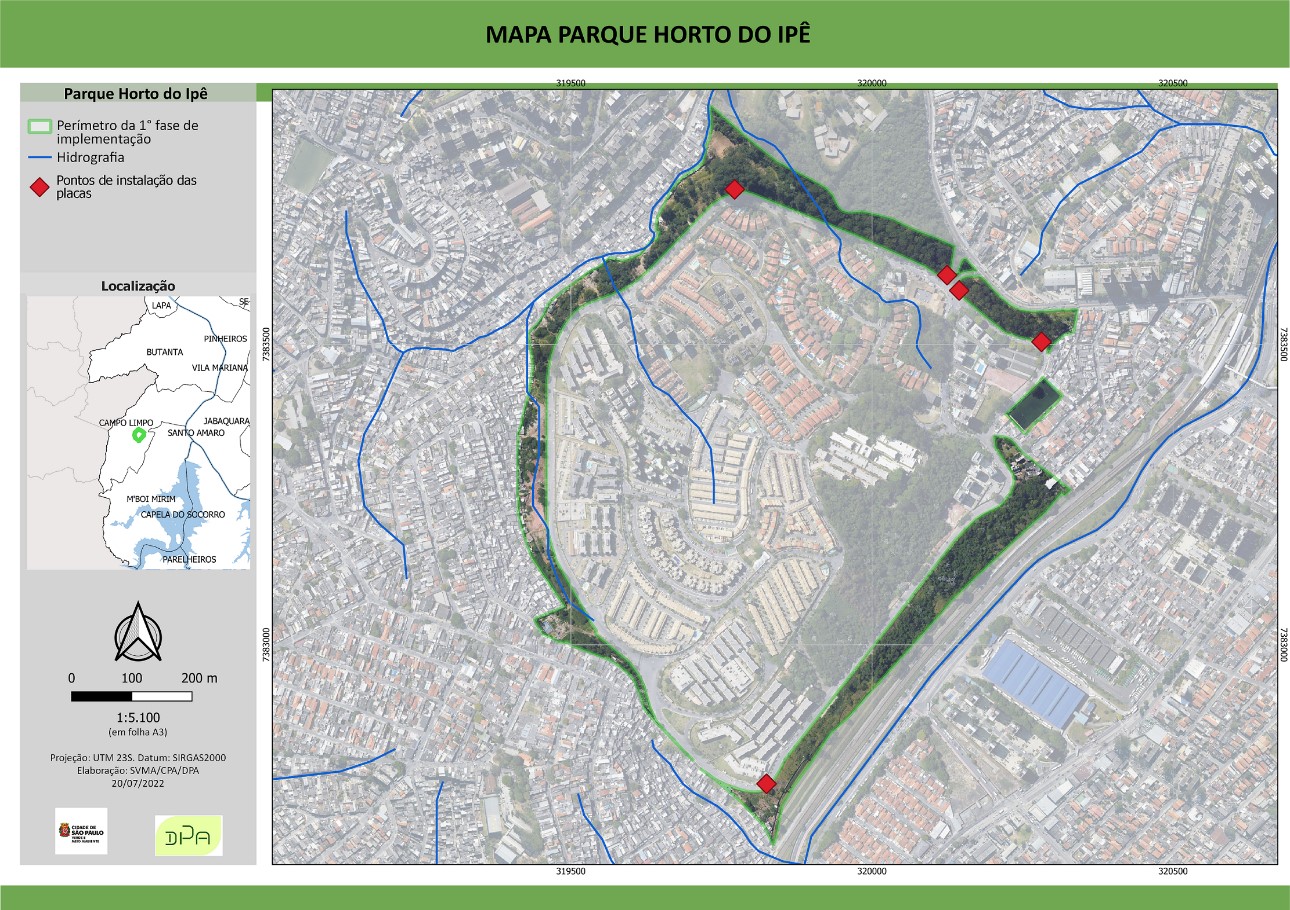 MAPA PARQUE HORTO DO IPÊ
Parque Horto do Ipê
Perímetro da 1° fase de
implementação
Hidrografia
Pontos de instalação das
placas
Localização
LAPA
SE
PINHEIROS
BUTANTA
VILA MARIANA
CAMPO LIMPO
JABAQUARA
SANTO AMARO
M'BOI MIRIM
CAPELA DO SOCORRO
PARELHEIROS
0 100 200 m
1:5.100
(em folha A3)
Projeção: UTM 23S. Datum: SIRGAS2000
Elaboração: SVMA/CPA/DPA
20/07/2022
CIDADE DE
SÃO PAULO
VERDE E
MEIO AMBIENTE
DPA
319500 320000 320500
7383500 7383500
7383000 7383000
319500 320000 320500